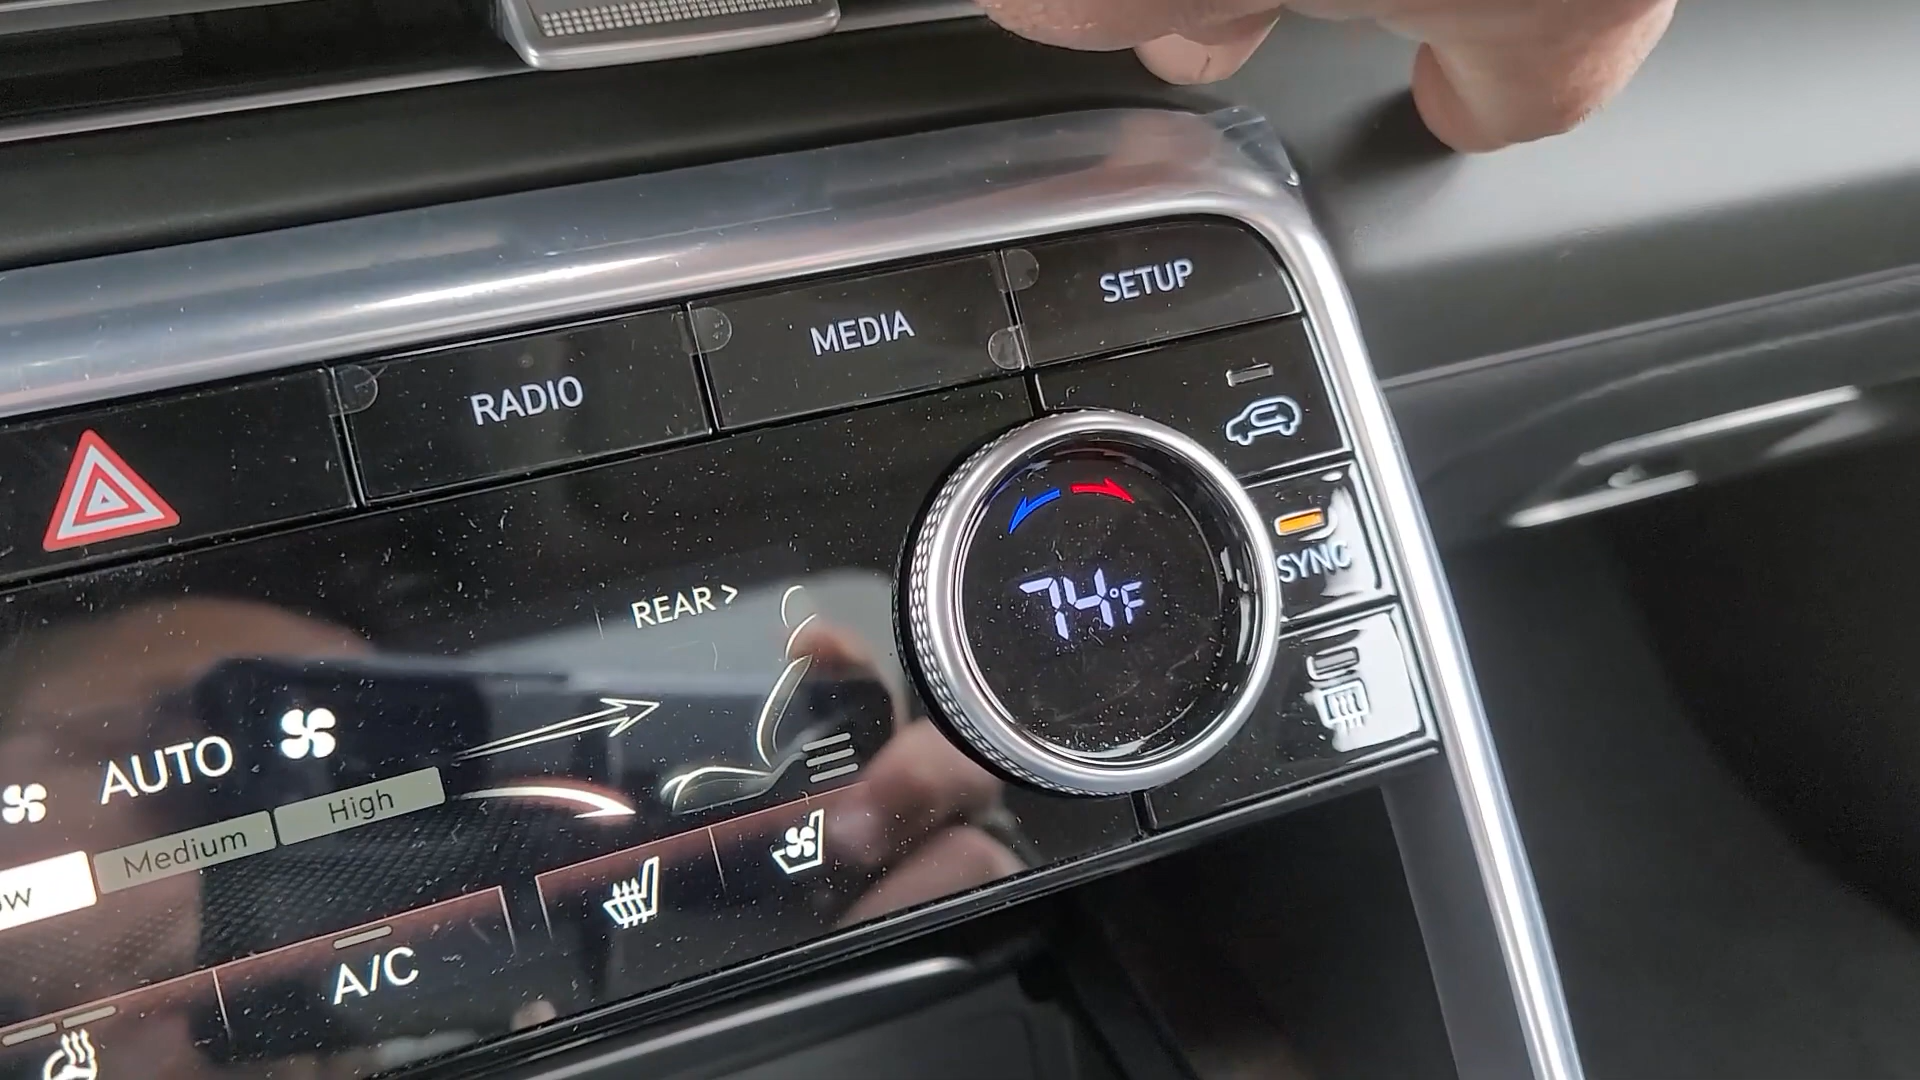 SETUP
MEDIA
RADIO
SYNC
74°F
REAR >
AUTO
High
Medium
A/C